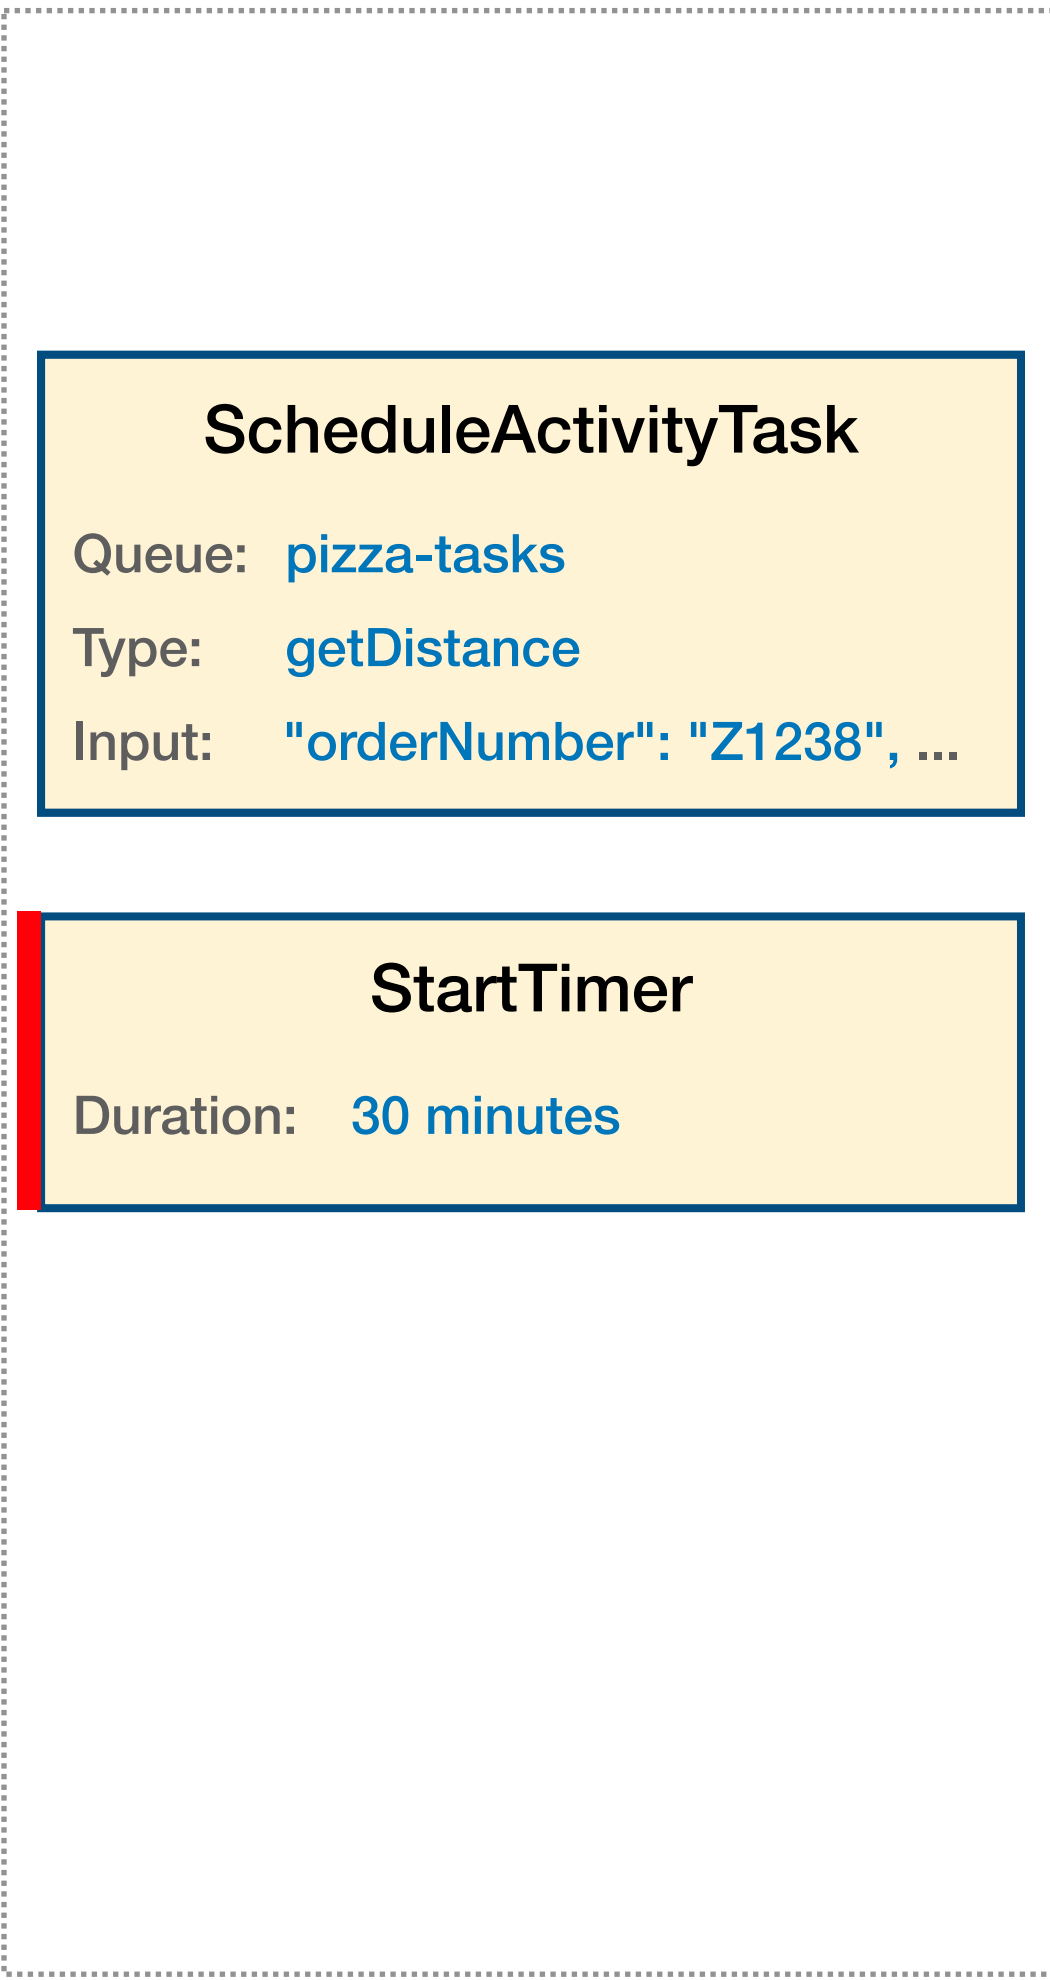 ScheduleActivityTask
Queue: pizza-tasks
Type: getDistance
Input: "orderNumber": "Z1238", ...
StartTimer
Duration: 30 minutes